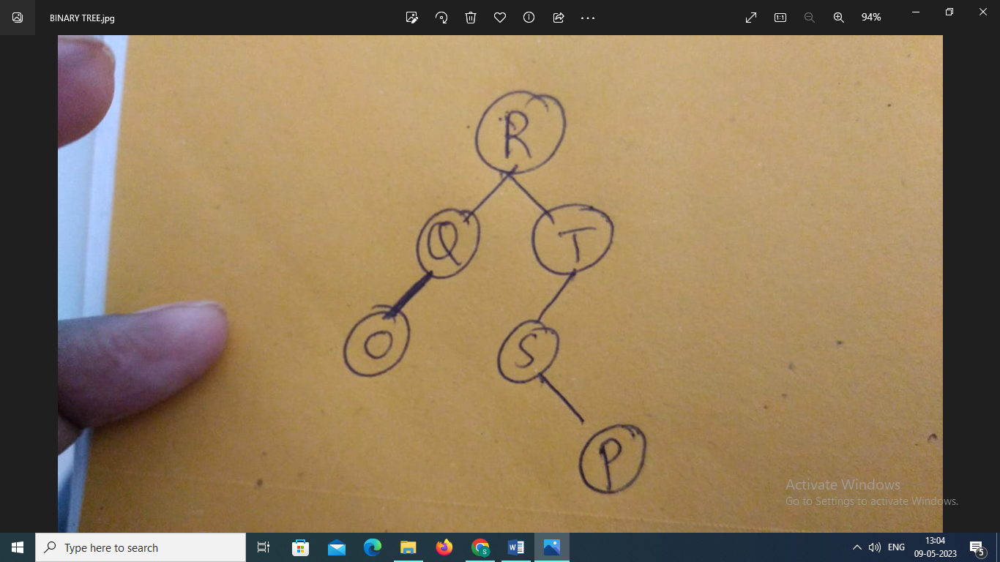 BINARY TREE.jpg
94%
R
Q T
O S
P
Activate Windows
Go to Settings to activate Windows.
Type here to search
ENG
13:04
09-05-2023
5